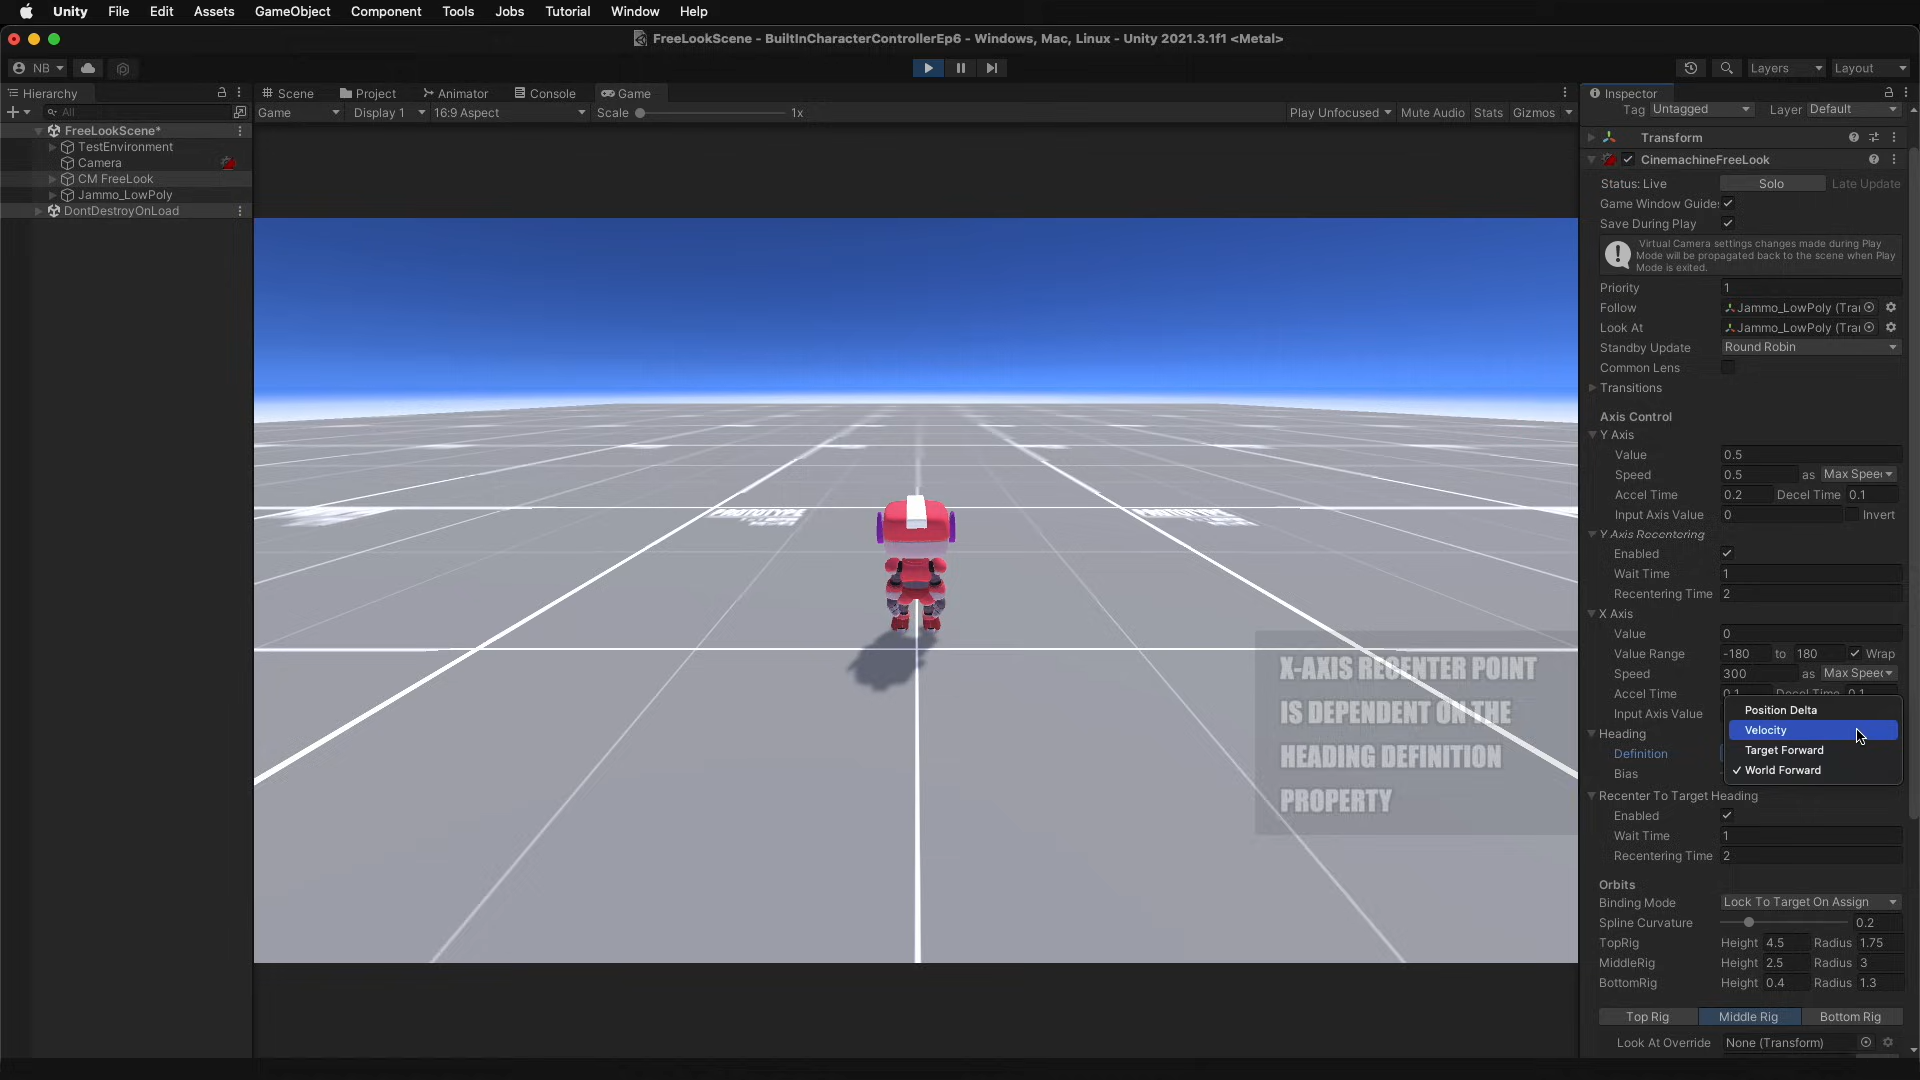 Unity File Edit Assets GameObject Component Tools Jobs Tutorial Window Help
FreeLookScene - BuiltInCharacterControllerEp6 - Windows, Mac, Linux - Unity 2021.3.1f1 <Metal>
NB Layers Layout
Hierarchy Scene Project Animator Console Game Inspector
All Game Display 1 16:9 Aspect Scale 1x Play Unfocused Mute Audio Stats Gizmos Tag Untagged Layer Default
FreeLookScene*
TestEnvironment
Camera
CM FreeLook
Jammo_LowPoly
DontDestroyOnLoad
PROTOTYPE
X-AXIS RECENTER POINT
IS DEPENDENT ON THE
HEADING DEFINITION
PROPERTY
Transform
CinemachineFreeLook
Status: Live Solo Late Update
Game Window Guide
Save During Play
Virtual Camera settings changes made during Play
Mode will be propagated back to the scene when Play
Mode is exited.
Priority 1
Follow Jammo_LowPoly (Tra
Look At Jammo_LowPoly (Tra
Standby Update Round Robin
Common Lens
Transitions
Axis Control
Y Axis
Value 0.5
Speed 0.5 as Max Spee
Accel Time 0.2 Decel Time 0.1
Input Axis Value 0 Invert
Y Axis Recentering
Enabled
Wait Time 1
Recentering Time 2
X Axis
Value 0
Value Range -180 to 180 Wrap
Speed 300 as Max Spee
Accel Time 0.1 Decel Time 0.1
Input Axis Value
Heading
Definition
Bias
Position Delta
Velocity
Target Forward
✓ World Forward
Recenter To Target Heading
Enabled
Wait Time 1
Recentering Time 2
Orbits
Binding Mode Lock To Target On Assign
Spline Curvature 0.2
TopRig Height 4.5 Radius 1.75
MiddleRig Height 2.5 Radius 3
BottomRig Height 0.4 Radius 1.3
Top Rig Middle Rig Bottom Rig
Look At Override None (Transform)